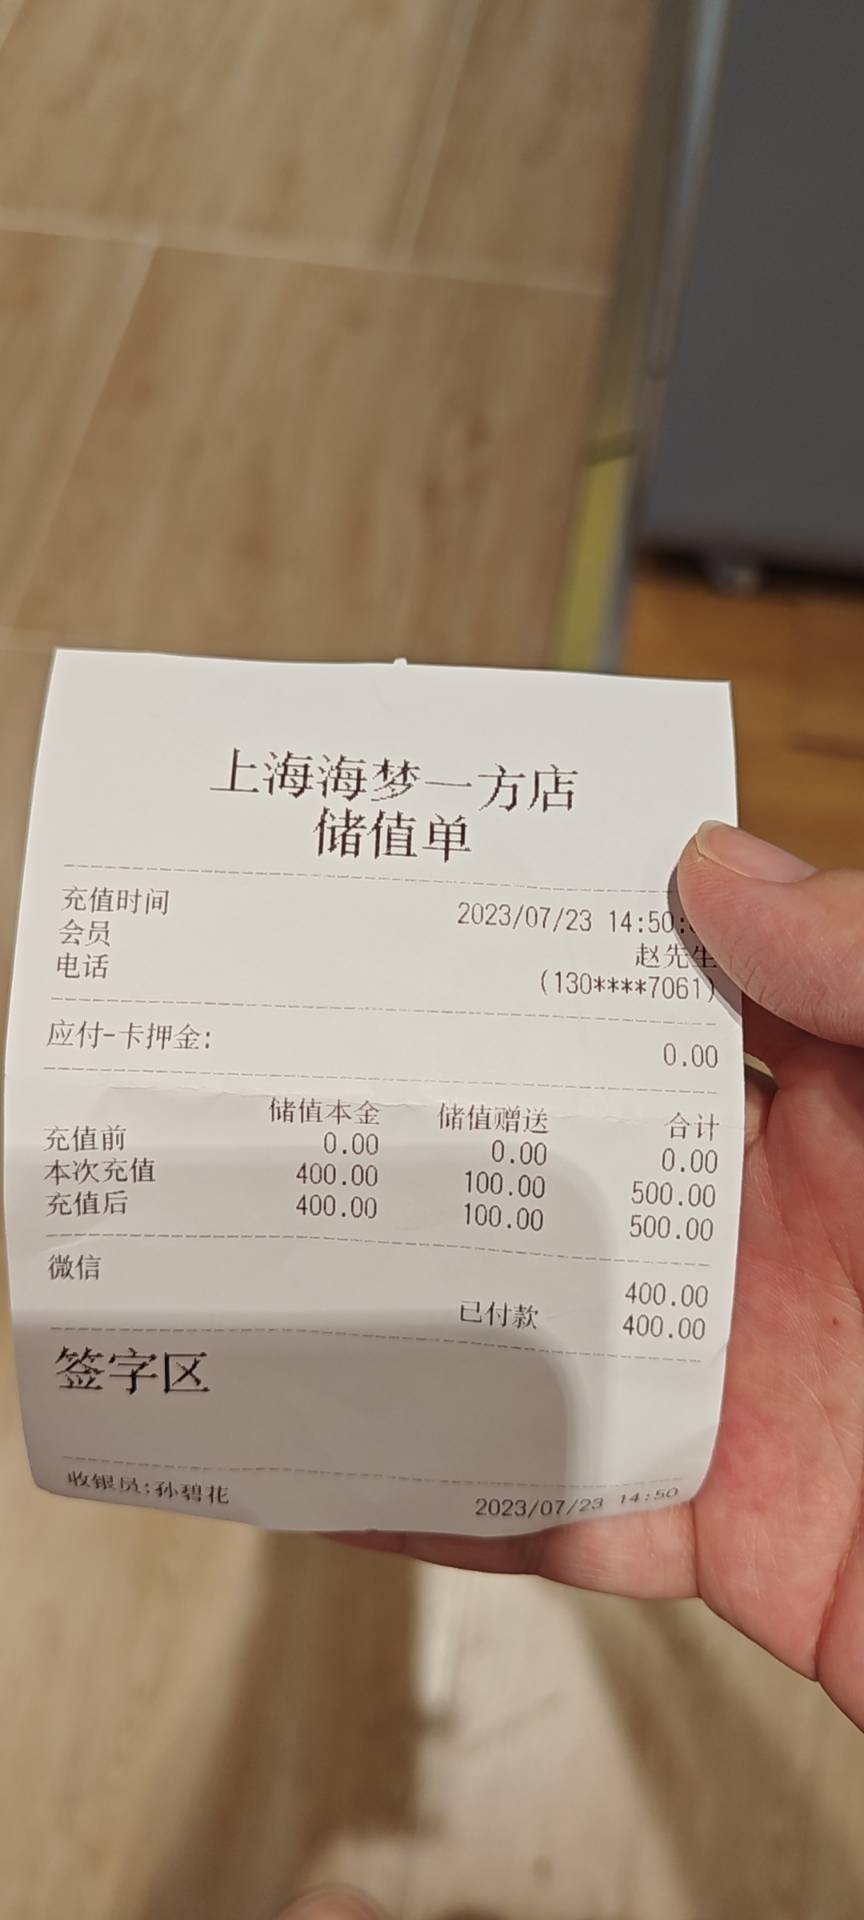 上海海梦一方店
储值单
充值时间 2023/07/23 14:50:
会员 赵先生
电话 (130****7061)
应付-卡押金: 0.00
储值本金 储值赠送 合计
充值前 0.00 0.00 0.00
本次充值 400.00 100.00 500.00
充值后 400.00 100.00 500.00
微信 400.00
已付款 400.00
签字区
收银员:孙碧花 2023/07/23 14:50